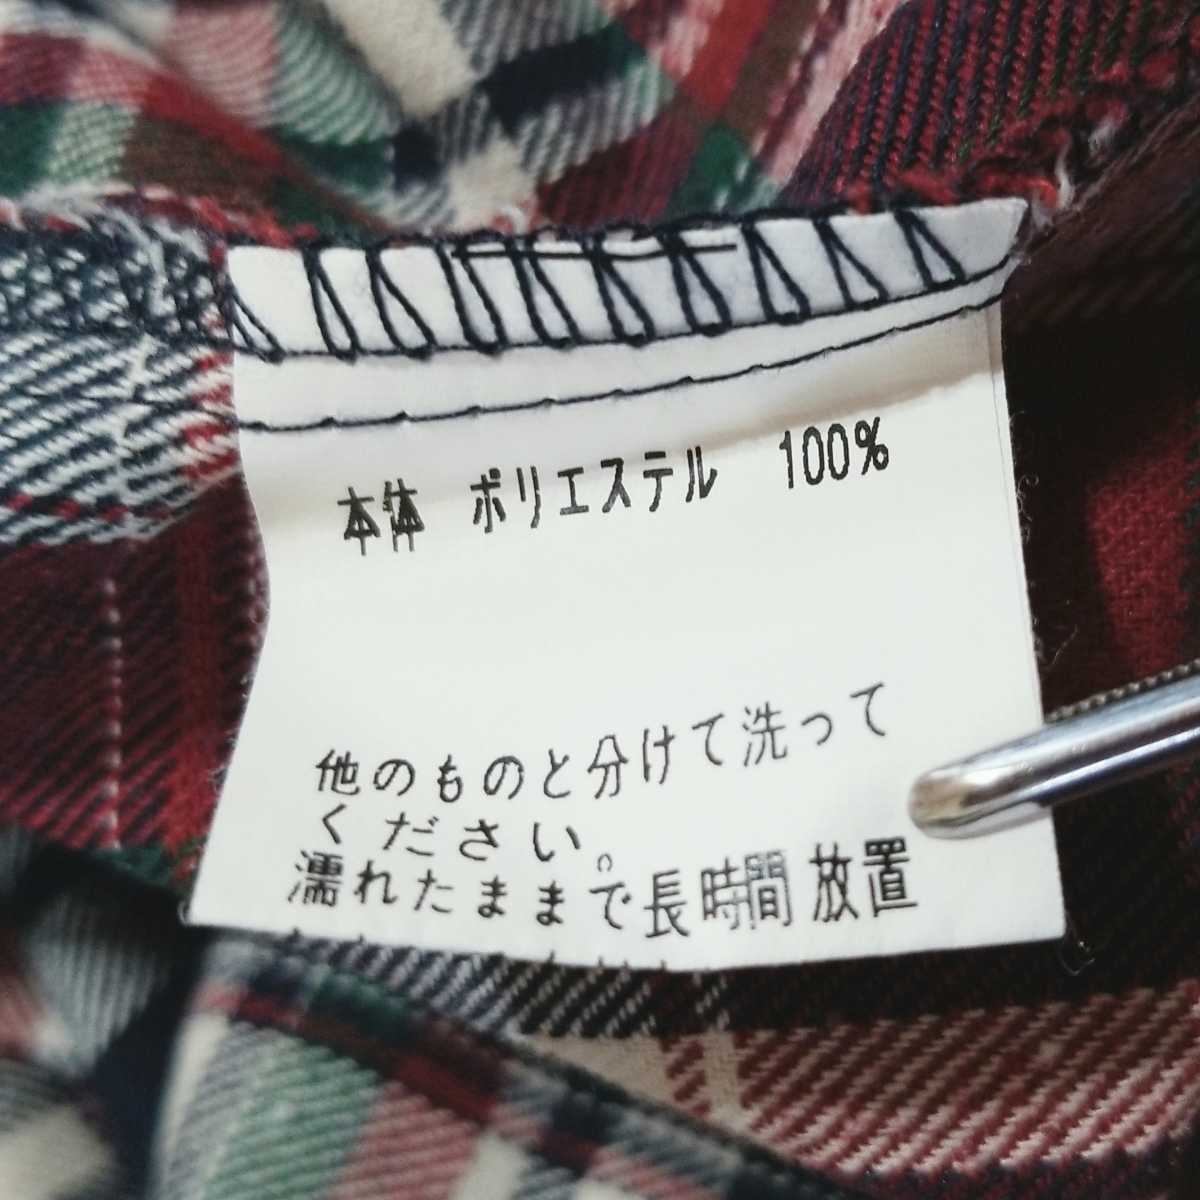 本体 ポリエステル 100%
他のものと分けて洗って
ください。
濡れたままで長時間放置